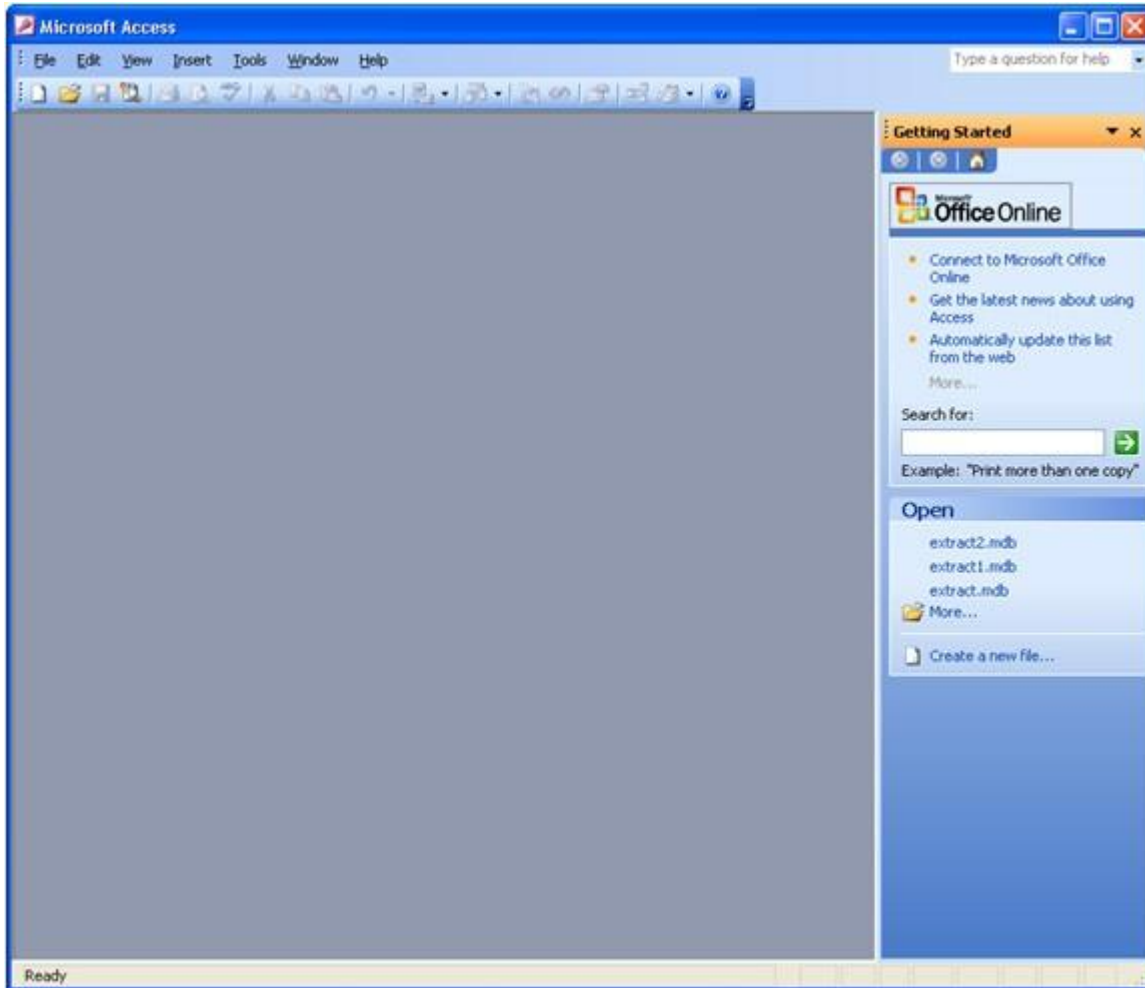 Microsoft Access
File Edit View Insert Tools Window Help
Type a question for help
Getting Started
Microsoft
Office Online
Connect to Microsoft Office
Online
Get the latest news about using
Access
Automatically update this list
from the web
More...
Search for:
Example: "Print more than one copy"
Open
extract2.mdb
extract1.mdb
extract.mdb
More...
Create a new file...
Ready